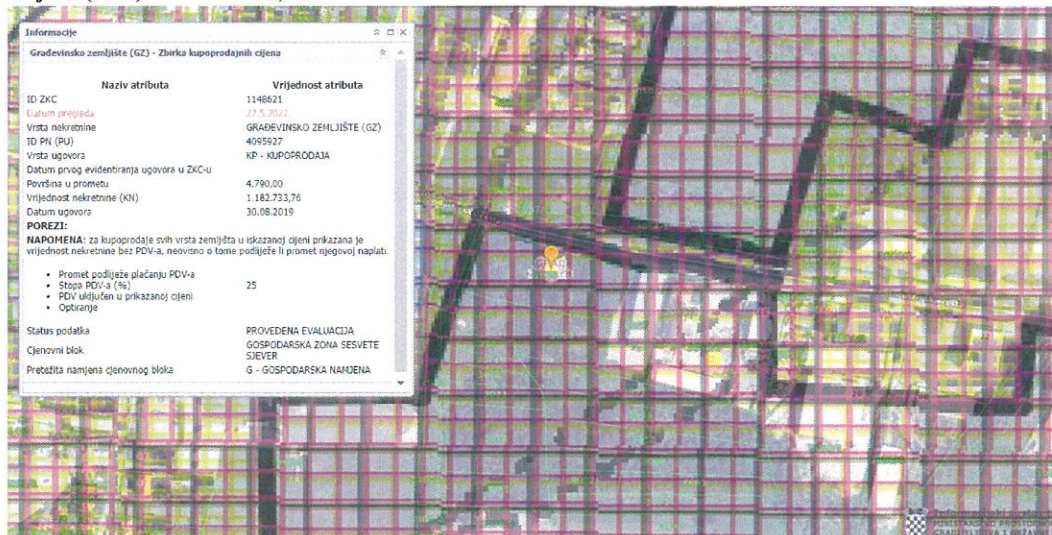 Informacije
Građevinsko zemljište (GZ) - Zbirka kupoprodajnih cijena
Naziv atributa Vrijednost atributa
ID ZKC 1148621
Datum pregleda 22.5.2022.
Vrsta nekretnine GRAĐEVINSKO ZEMLJIŠTE (GZ)
ID PN (PU) 4095927
Vrsta ugovora KP - KUPOPRODAJA
Datum prvog evidentiranja ugovora u ZKC-u
Površina u prometu 4.790,00
Vrijednost nekretnine (KN) 1.182.733,76
Datum ugovora 30.08.2019
POREZI:
NAPOMENA: za kupoprodaje svih vrsta zemljišta u iskazanoj cijeni prikazana je
vrijednost nekretnine bez PDV-a, neovisno o tome podliježe li promet njegovoj naplati.
• Promet podliježe plaćanju PDV-a
• Stopa PDV-a (%) 25
• PDV uključen u prikazanoj cijeni
• Optiranje
Status podatka PROVEDENA EVALUACIJA
Cjenovni blok GOSPODARSKA ZONA SESVETE
SJEVER
Pretežita namjena cjenovnog bloka G - GOSPODARSKA NAMJENA